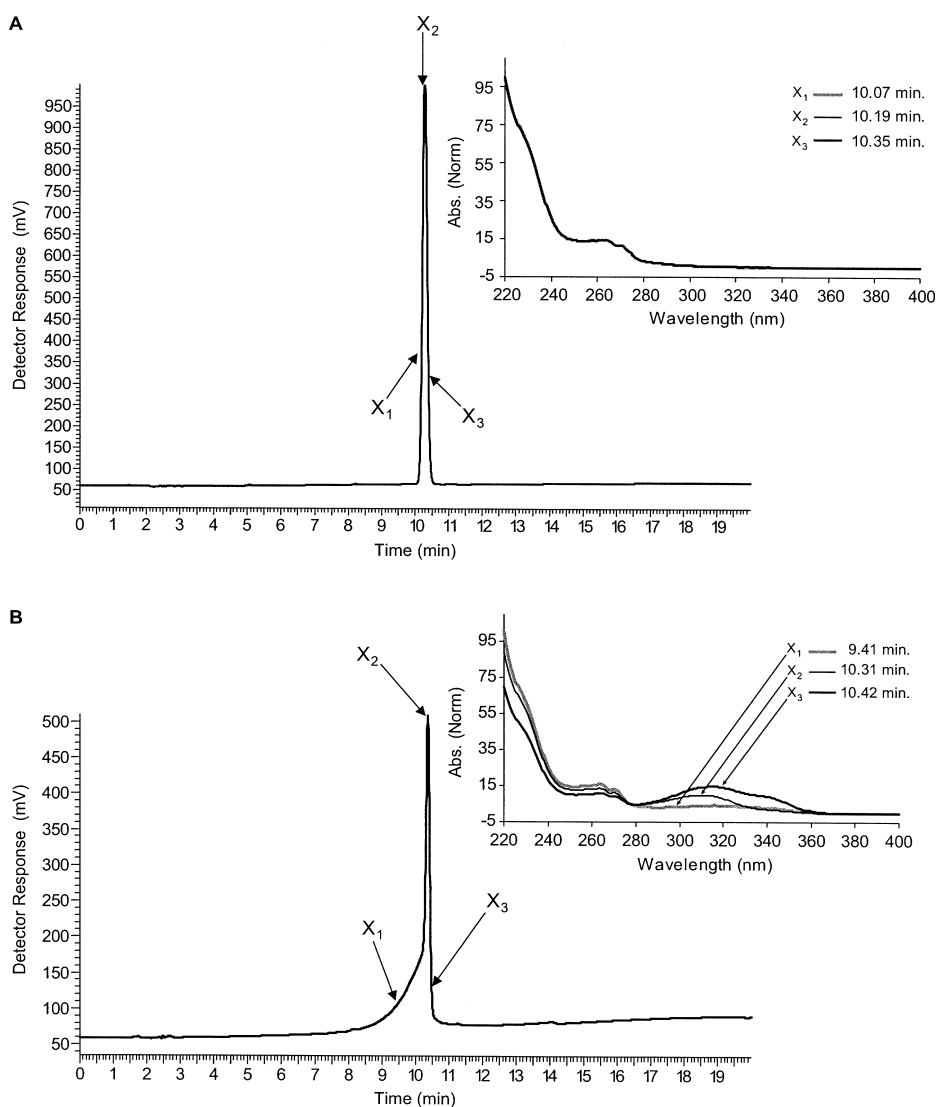 A
X2
950
900
850
800
750
700
650
600
550
500
450
400
350
300
250
200
150
100
50
Detector Response (mV)
X1
X3
0 1 2 3 4 5 6 7 8 9 10 11 12 13 14 15 16 17 18 19
Time (min)
95
75
55
35
15
-5
Abs. (Norm)
220 240 260 280 300 320 340 360 380 400
Wavelength (nm)
X1 10.07 min.
X2 10.19 min.
X3 10.35 min.
B
X2
500
450
400
350
300
250
200
150
100
50
Detector Response (mV)
X1
X3
0 1 2 3 4 5 6 7 8 9 10 11 12 13 14 15 16 17 18 19
Time (min)
95
75
55
35
15
-5
Abs. (Norm)
220 240 260 280 300 320 340 360 380 400
Wavelength (nm)
X1 9.41 min.
X2 10.31 min.
X3 10.42 min.